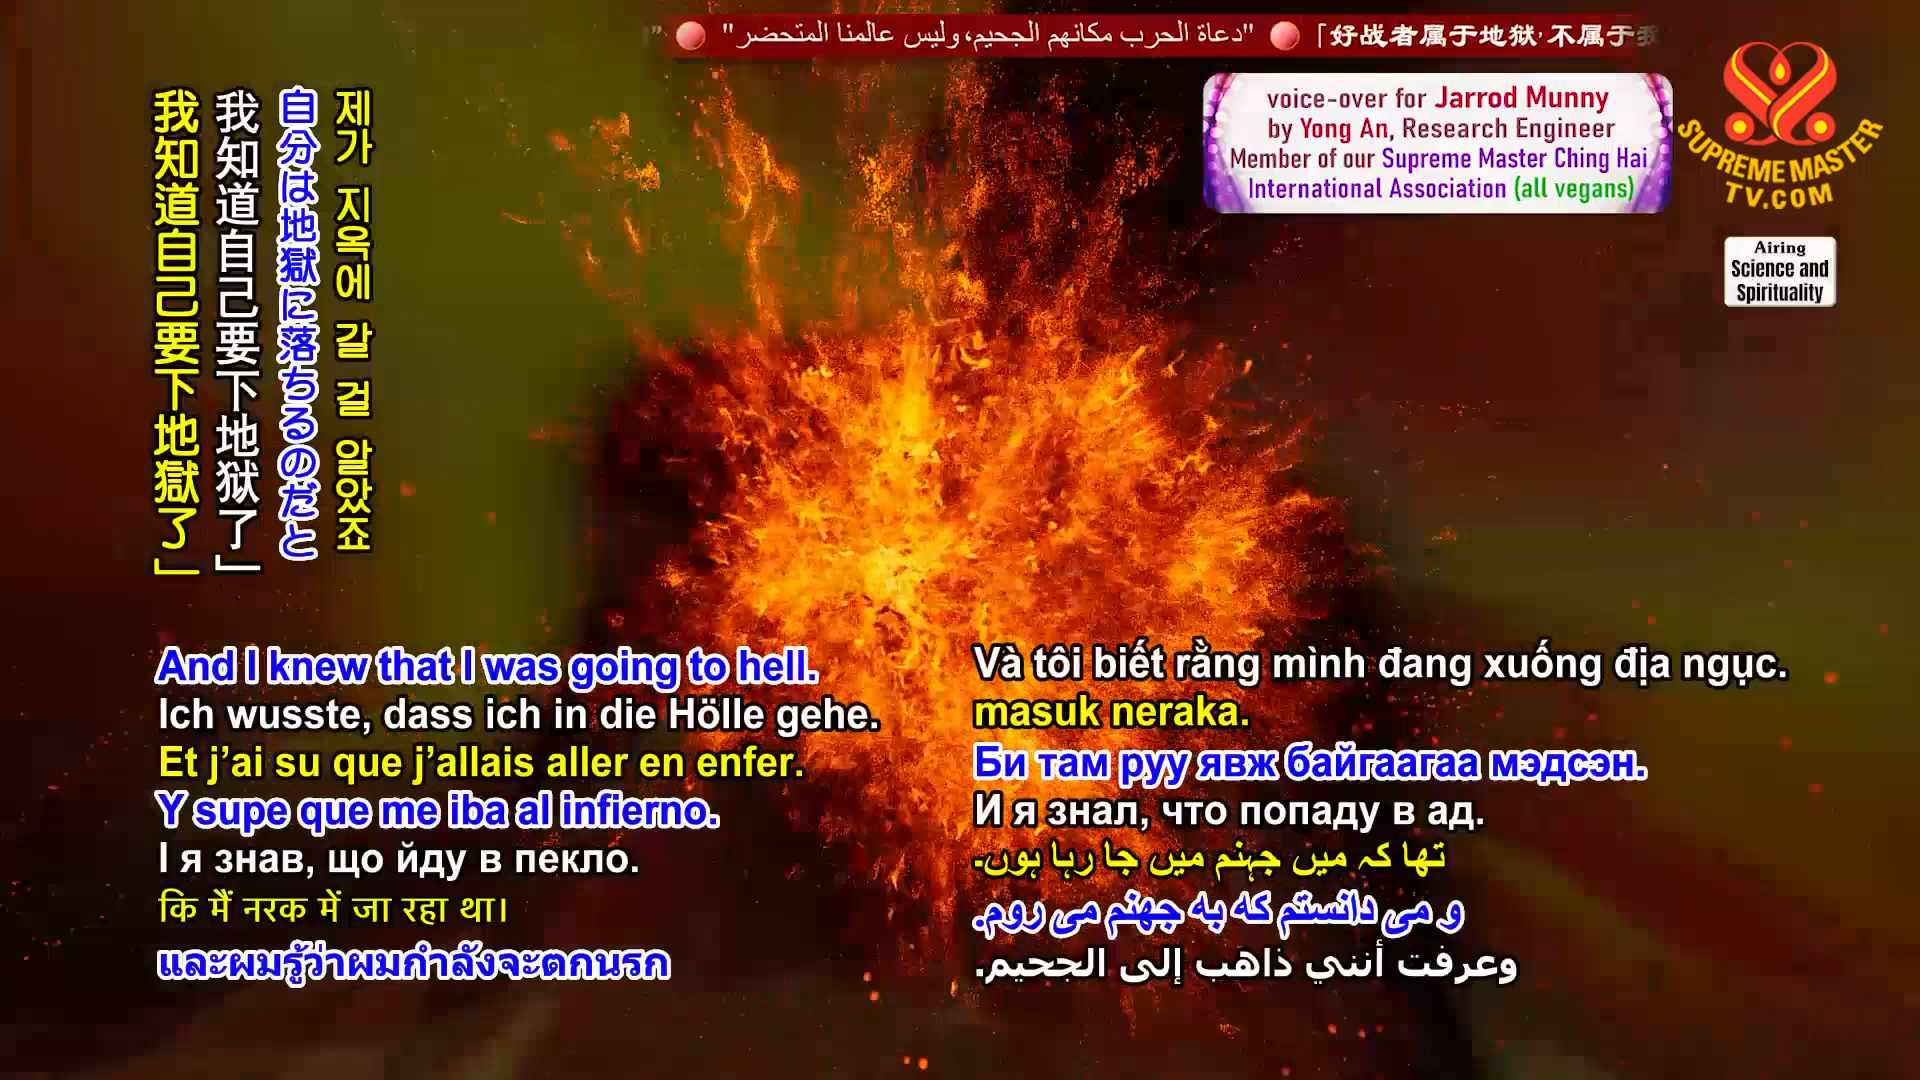 "دعاة الحرب مكانهم الجحيم، وليس عالمنا المتحضر"
「好战者属于地狱,不属于我
voice-over for Jarrod Munny
by Yong An, Research Engineer
Member of our Supreme Master Ching Hai
International Association (all vegans)
SUPREME MASTER
TV.COM
Airing
Science and
Spirituality
제가 지옥에 갈 걸 알았죠
自分は地獄に落ちるのだと
我知道自己要下地狱了」
我知道自己要下地獄了」
And I knew that I was going to hell.
Ich wusste, dass ich in die Hölle gehe.
Et j’ai su que j’allais aller en enfer.
Y supe que me iba al infierno.
І я знав, що йду в пекло.
कि मैं नरक में जा रहा था।
และผมรู้ว่าผมกำลังจะตกนรก
Và tôi biết rằng mình đang xuống địa ngục.
masuk neraka.
Би там руу явж байгаагаа мэдсэн.
И я знал, что попаду в ад.
تھا کہ میں جہنم میں جا رہا ہوں۔
و می دانستم که به جهنم می روم.
وعرفت أنني ذاهب إلى الجحيم.